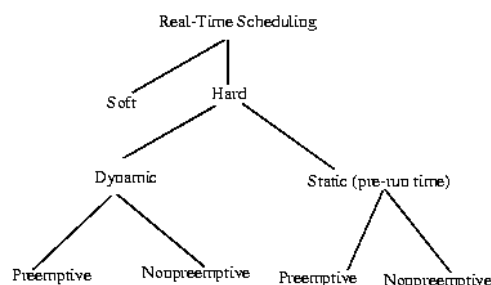 Real-Time Scheduling
Soft
Hard
Dynamic
Static (pre-run time)
Preemptive
Nonpreemptive
Preemptive
Nonpreemptive